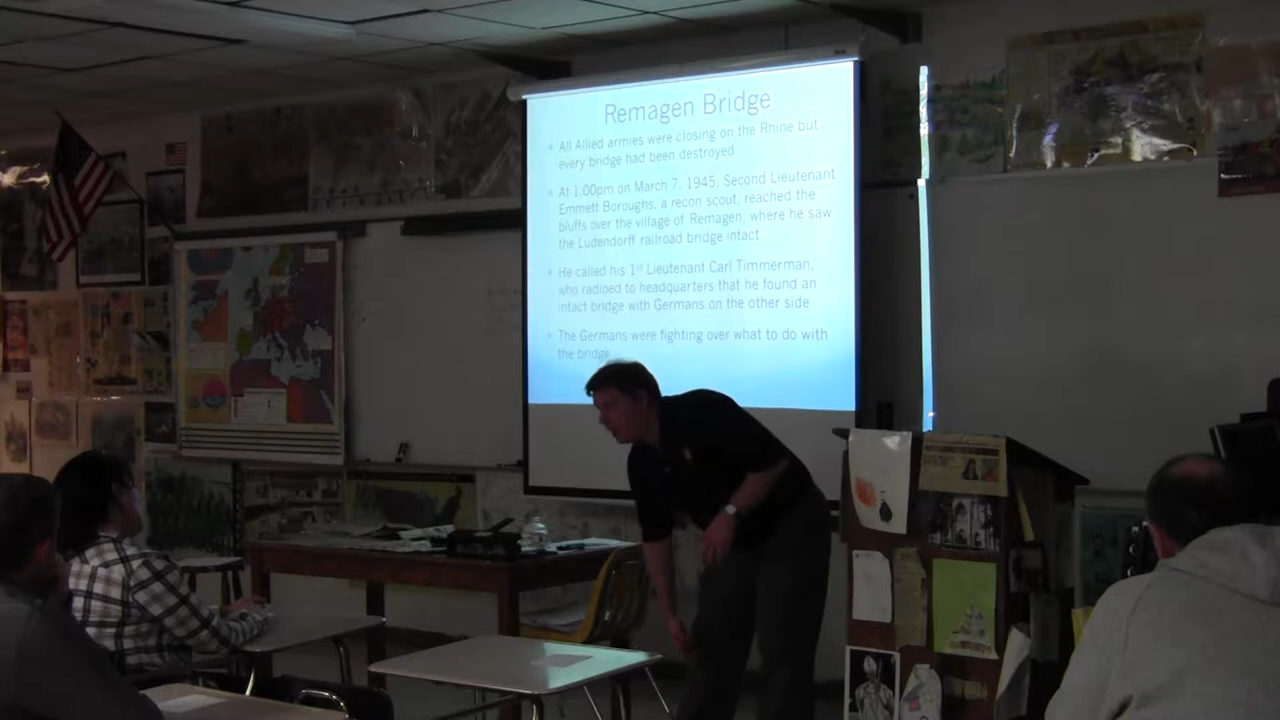 Remagen Bridge
All Allied armies were closing on the Rhine but
every bridge had been destroyed
At 1:00pm on March 7, 1945, Second Lieutenant
Emmett Boroughs, a recon scout, reached the
bluffs over the village of Remagen, where he saw
the Ludendorff railroad bridge intact
He called his 1st Lieutenant Carl Timmerman,
who radioed to headquarters that he found an
intact bridge with Germans on the other side
The Germans were fighting over what to do with
the bridge